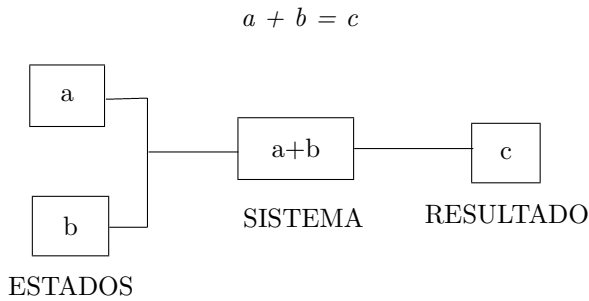 a + b = c
a
a+b
c
b
SISTEMA
RESULTADO
ESTADOS